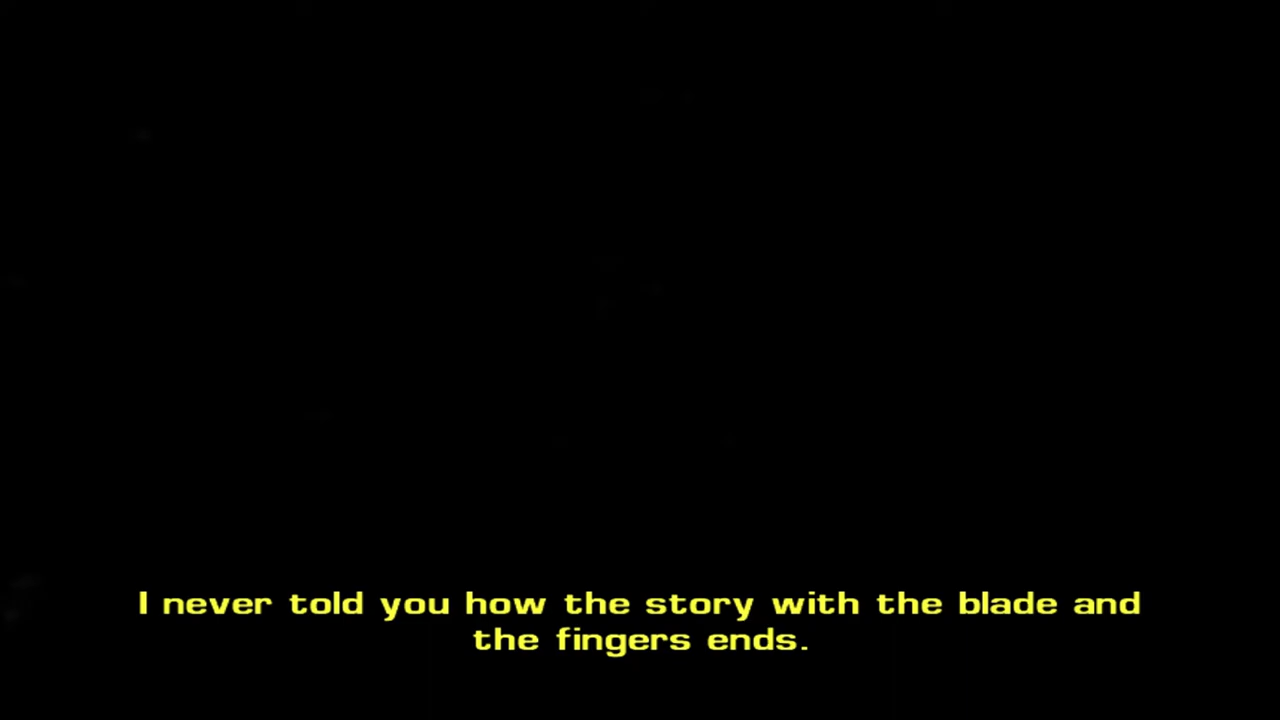 I never told you how the story with the blade and
the fingers ends.